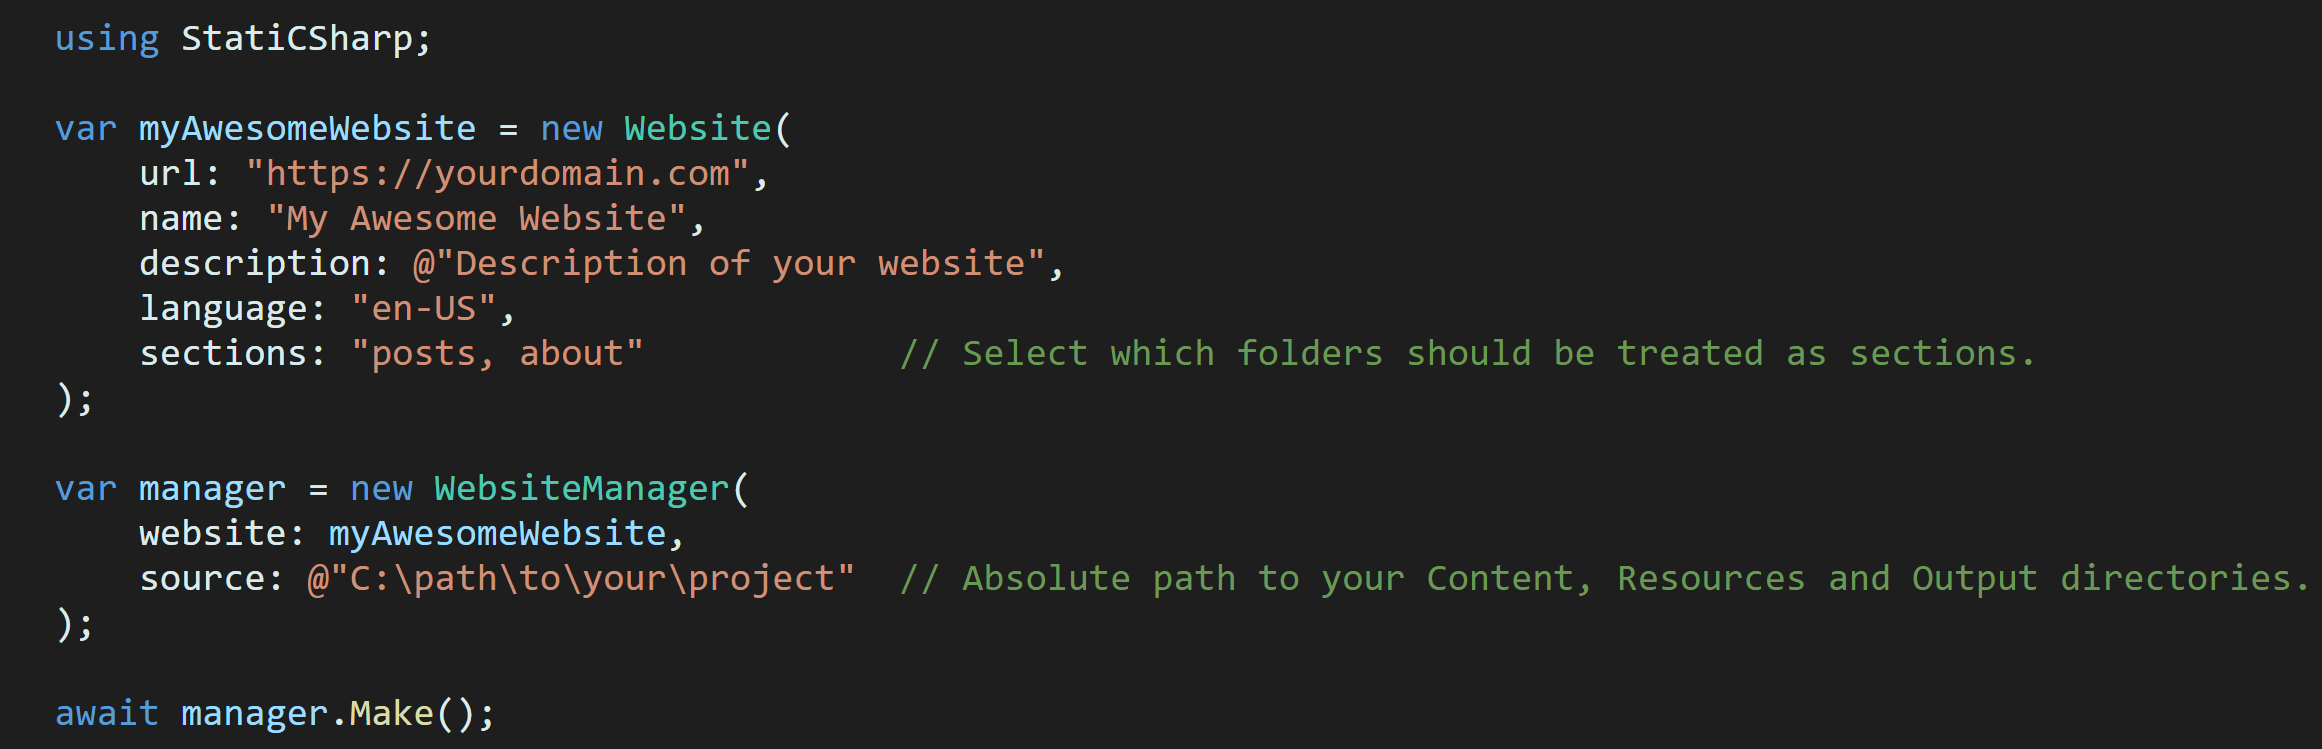 using StatiCSharp;
var myAwesomeWebsite = new Website(
url: "https://yourdomain.com",
name: "My Awesome Website",
description: @"Description of your website",
language: "en-US",
sections: "posts, about" // Select which folders should be treated as sections.
);
var manager = new WebsiteManager(
website: myAwesomeWebsite,
source: @"C:\path\to\your\project" // Absolute path to your Content, Resources and Output directories.
);
await manager.Make();